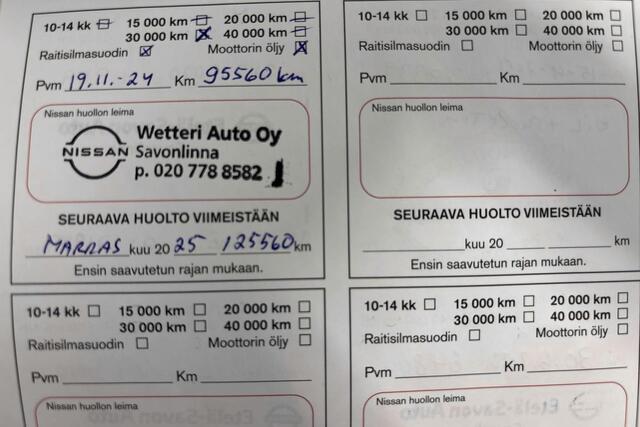 10-14 kk 15 000 km 20 000 km
30 000 km 40 000 km
Raitisilmasuodin Moottorin öljy
Pvm 19.11.-24 Km 95560 km
Nissan huollon leima
NISSAN
Wetteri Auto Oy
Savonlinna
p. 020 778 8582
SEURAAVA HUOLTO VIIMEISTÄÄN
MARRAS kuu 20 25 125560 km
Ensin saavutetun rajan mukaan.
10-14 kk 15 000 km 20 000 km
30 000 km 40 000 km
Raitisilmasuodin Moottorin öljy
Pvm Km
Nissan huollon leima
SEURAAVA HUOLTO VIIMEISTÄÄN
kuu 20 km
Ensin saavutetun rajan mukaan.
10-14 kk 15 000 km 20 000 km
30 000 km 40 000 km
Raitisilmasuodin Moottorin öljy
Pvm Km
Nissan huollon leima
10-14 kk 15 000 km 20 000 km
30 000 km 40 000 km
Raitisilmasuodin Moottorin öljy
Pvm Km
Nissan huollon leima